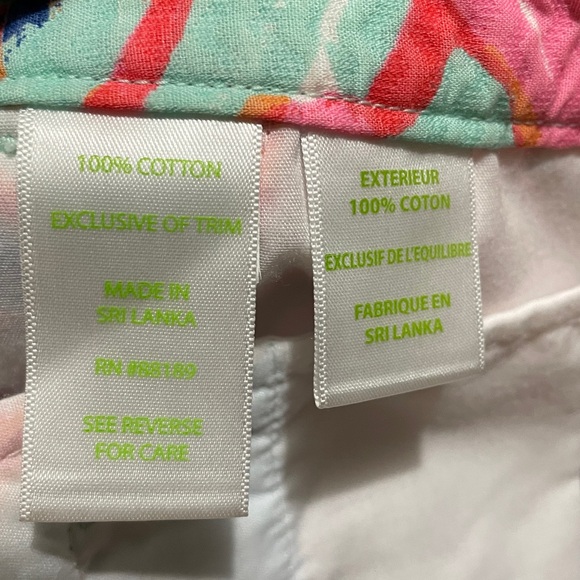 100% COTTON
EXCLUSIVE OF TRIM
MADE IN
SRI LANKA
RN #88189
SEE REVERSE
FOR CARE
EXTERIEUR
100% COTON
EXCLUSIF DE L'EQUILIBRE
FABRIQUE EN
SRI LANKA